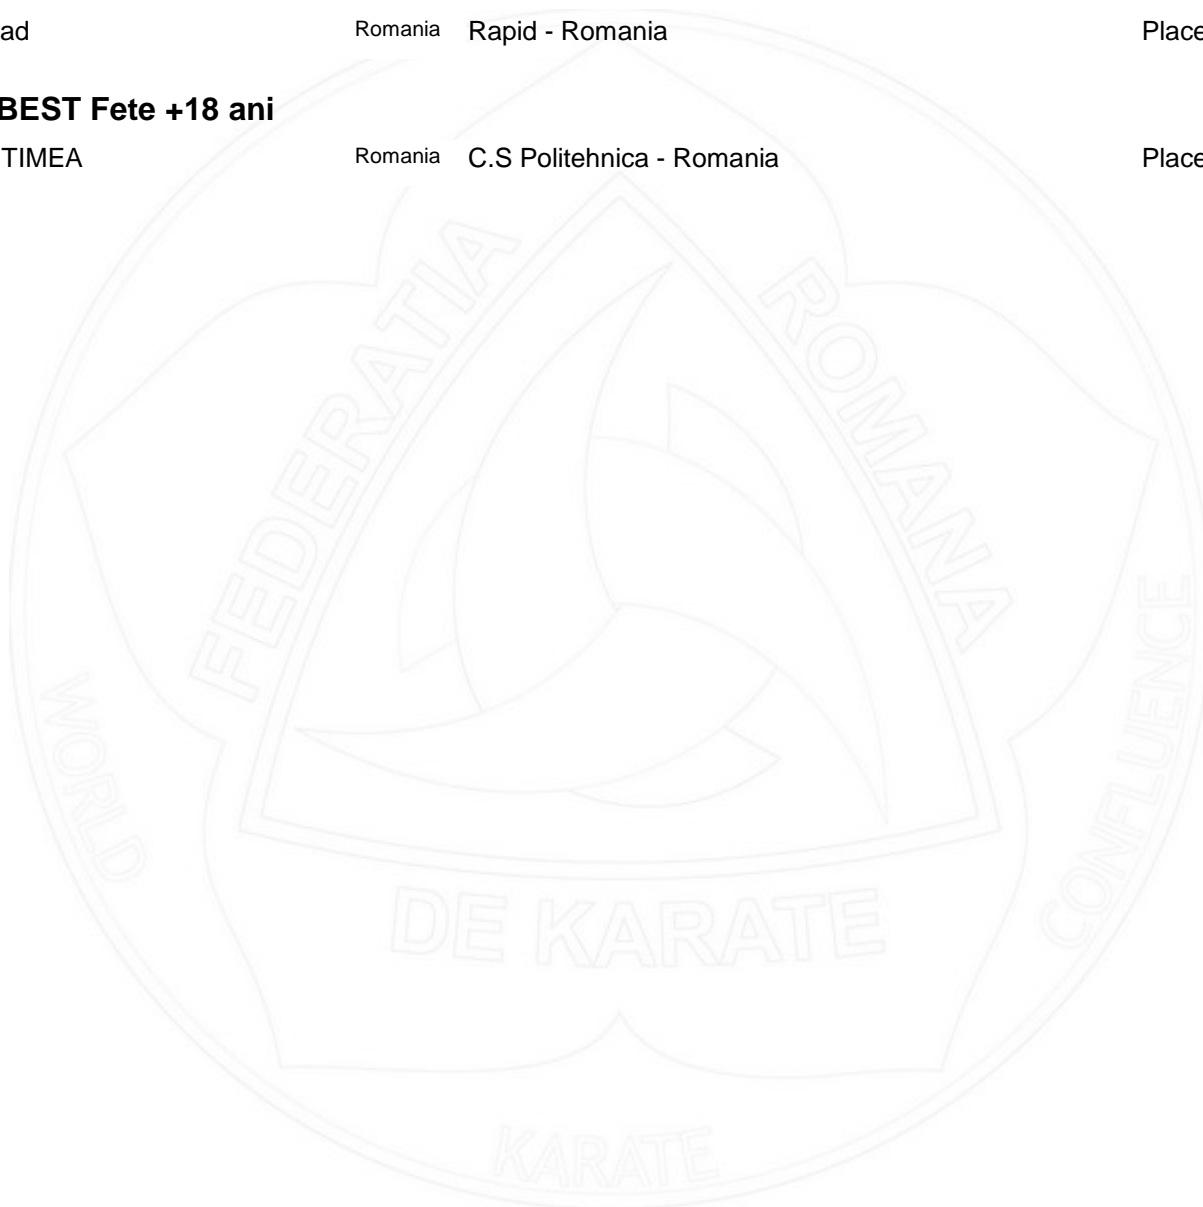 ad Romania Rapid - Romania Place
BEST Fete +18 ani
TIMEA Romania C.S Politehnica - Romania Place
FEDERATIA ROMANA
DE KARATE
WORLD
KARATE
CONFLUENCE